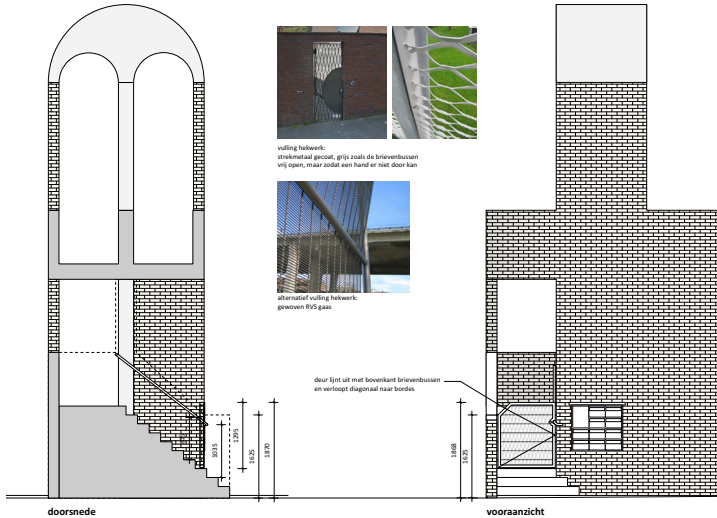 vulling hekwerk:
strekmetaal gecoat, grijs zoals de brievenbussen
vrij open, maar zodat een hand er niet door kan
alternatief vulling hekwerk:
gewoven RVS gaas
deur lijnt uit met bovenkant brievenbussen
en verloopt diagonaal naar bordes
1035
1295
1625
1870
1868
1625
doorsnede
vooraanzicht